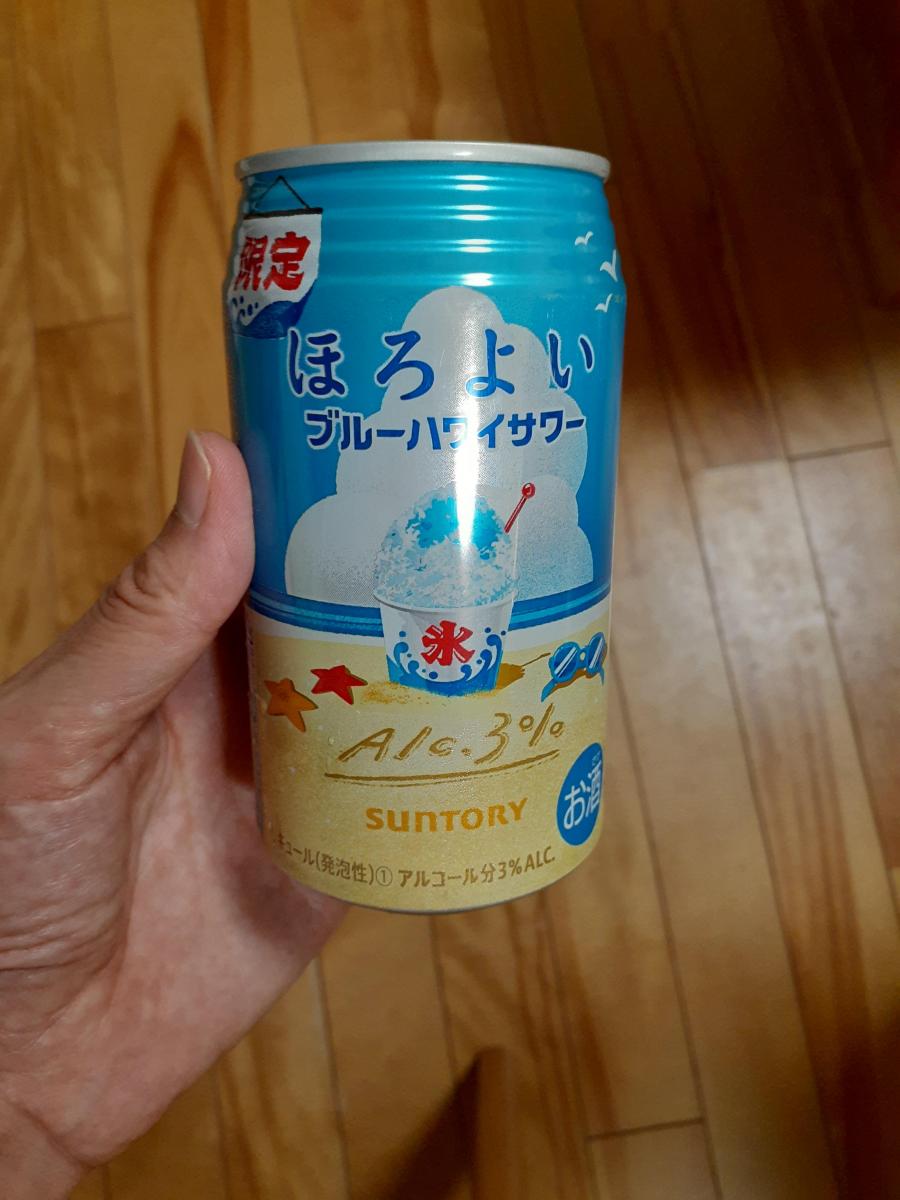 限定
ほろよい
ブルーハワイサワー
氷
Alc.3%
SUNTORY
お酒
キュール(発泡性)① アルコール分3%ALC.